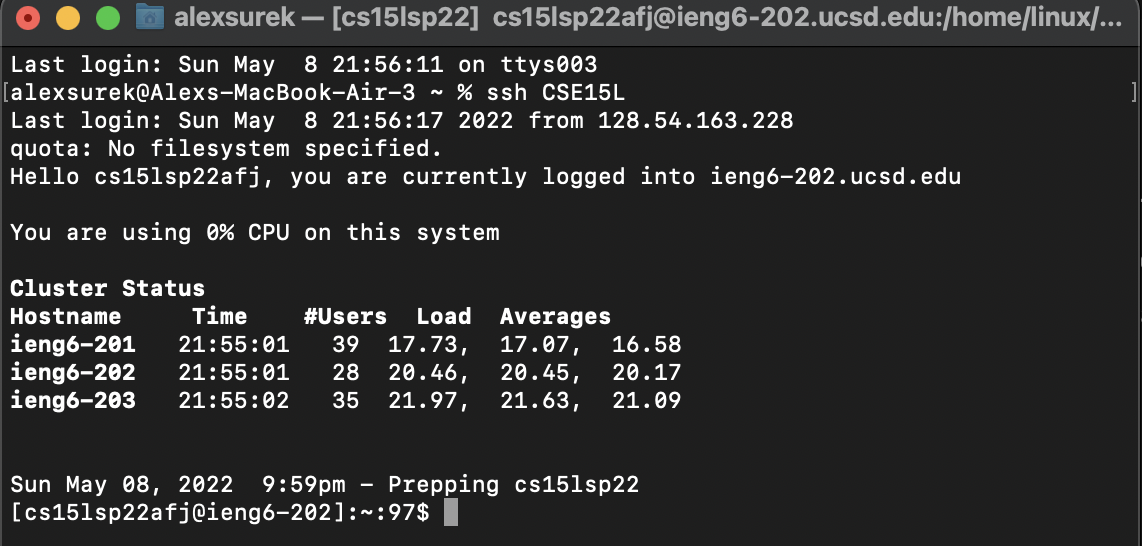 alexsurek — [cs15lsp22] cs15lsp22afj@ieng6-202.ucsd.edu:/home/linux/...
Last login: Sun May  8 21:56:11 on ttys003
[alexsurek@Alexs-MacBook-Air-3 ~ % ssh CSE15L ]
Last login: Sun May  8 21:56:17 2022 from 128.54.163.228
quota: No filesystem specified.
Hello cs15lsp22afj, you are currently logged into ieng6-202.ucsd.edu
You are using 0% CPU on this system
Cluster Status
Hostname     Time    #Users  Load  Averages
ieng6-201   21:55:01   39  17.73,  17.07,  16.58
ieng6-202   21:55:01   28  20.46,  20.45,  20.17
ieng6-203   21:55:02   35  21.97,  21.63,  21.09
Sun May 08, 2022  9:59pm - Prepping cs15lsp22
[cs15lsp22afj@ieng6-202]:~:97$